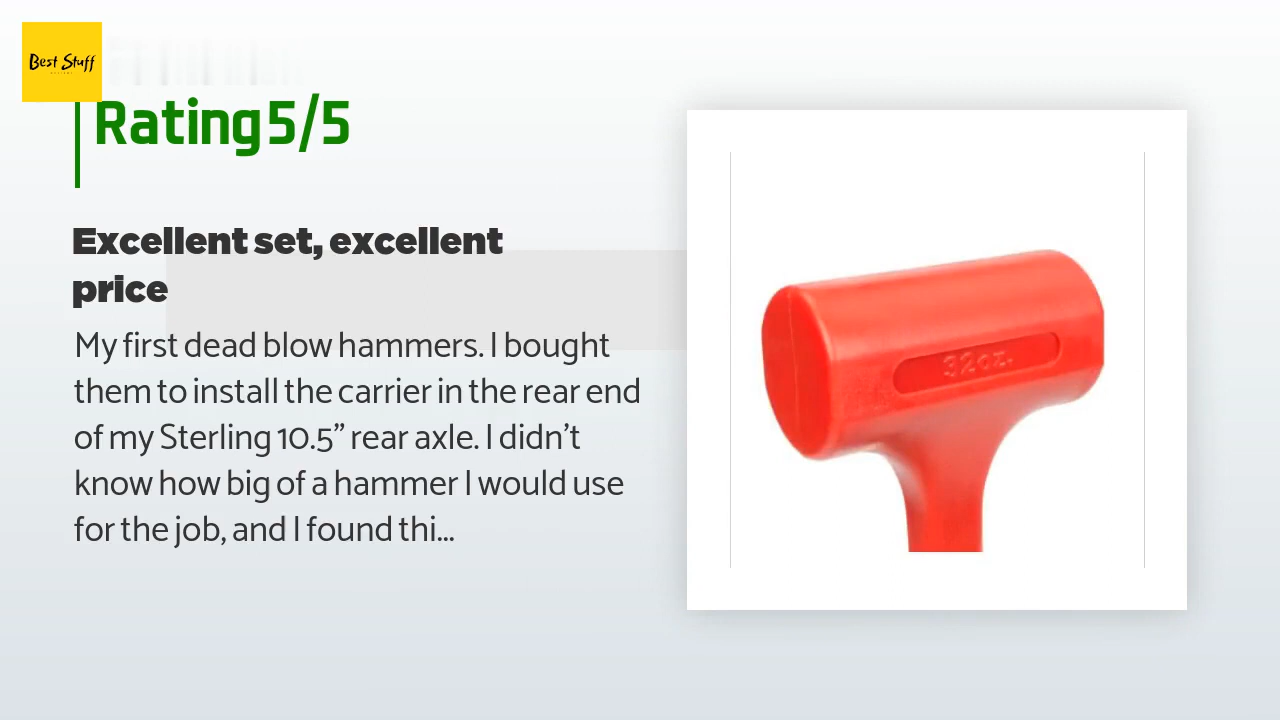 Best Stuff
Rating 5/5
Excellent set, excellent
price
My first dead blow hammers. I bought
them to install the carrier in the rear end
of my Sterling 10.5” rear axle. I didn’t
know how big of a hammer I would use
for the job, and I found thi...
32oz.